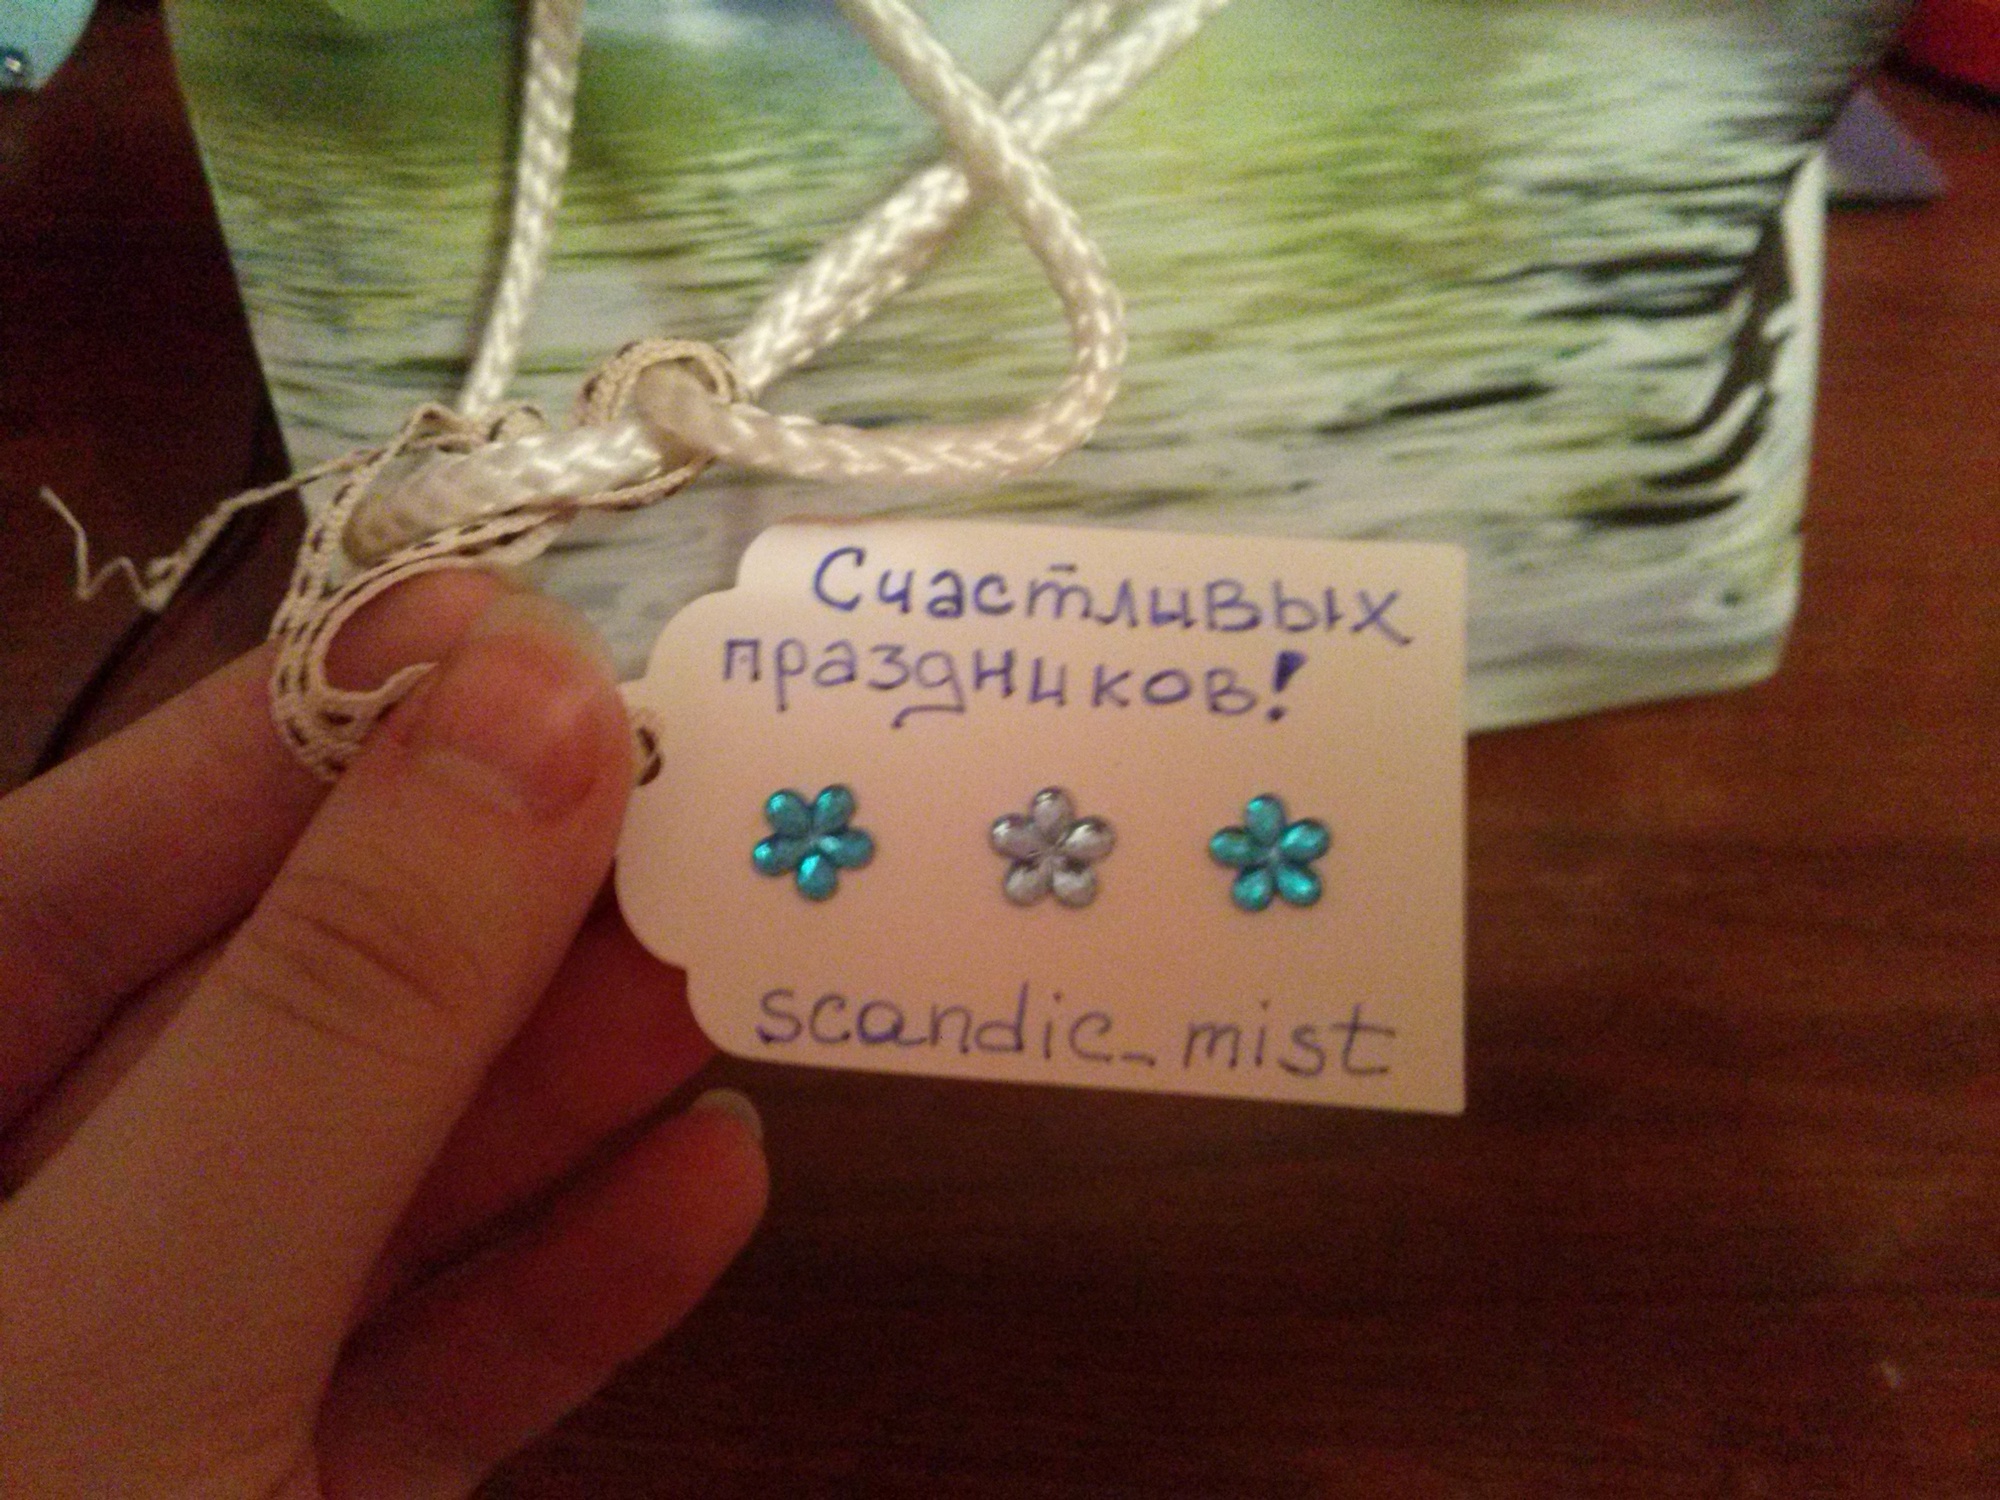 Счастливых
праздников!
scandic_mist